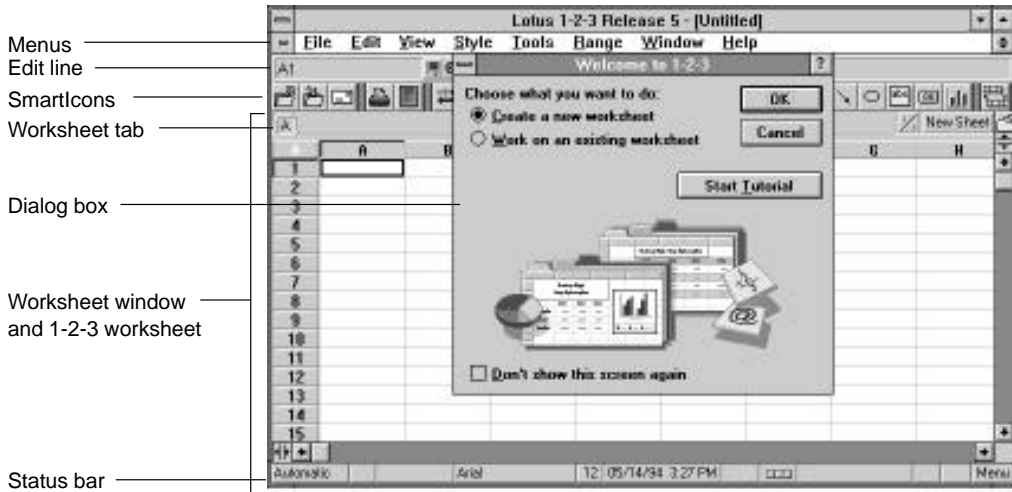 Lotus 1-2-3 Release 5 - [Untitled]
Menus
File Edit View Style Tools Range Window Help
Edit line
A1
Welcome to 1-2-3
?
SmartIcons
Choose what you want to do:
OK
Create a new worksheet
Worksheet tab
A
Work on an existing worksheet
Cancel
New Sheet
A B G H
1
Start Tutorial
2
Dialog box
3
4
5
6
7
Worksheet window
and 1-2-3 worksheet
8
9
10
11
Don't show this screen again
12
13
14
15
Status bar
Automatic Arial 12 05/14/94 3:27 PM Menu